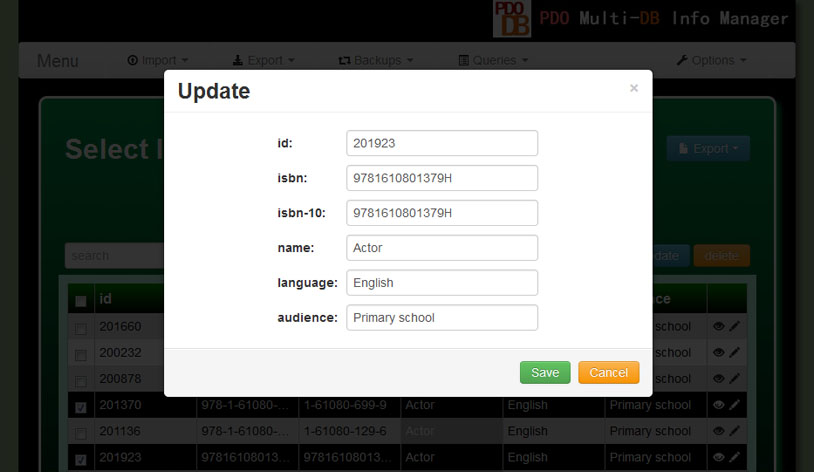 PDO
DB
PDO Multi-DB Info Manager
Menu
Import
Export
Backups
Queries
Options
Update
×
Select
Export
id:
201923
isbn:
9781610801379H
isbn-10:
9781610801379H
name:
Actor
language:
English
audience:
Primary school
search
date
delete
Save
Cancel
id
ce
201660
school
200232
school
200878
school
201370 978-1-61080-... 1-61080-699-9 Actor English Primary school
201136 978-1-61080-... 1-61080-129-6 Actor English Primary school
201923 97816108013... 97816108013... Actor English Primary school